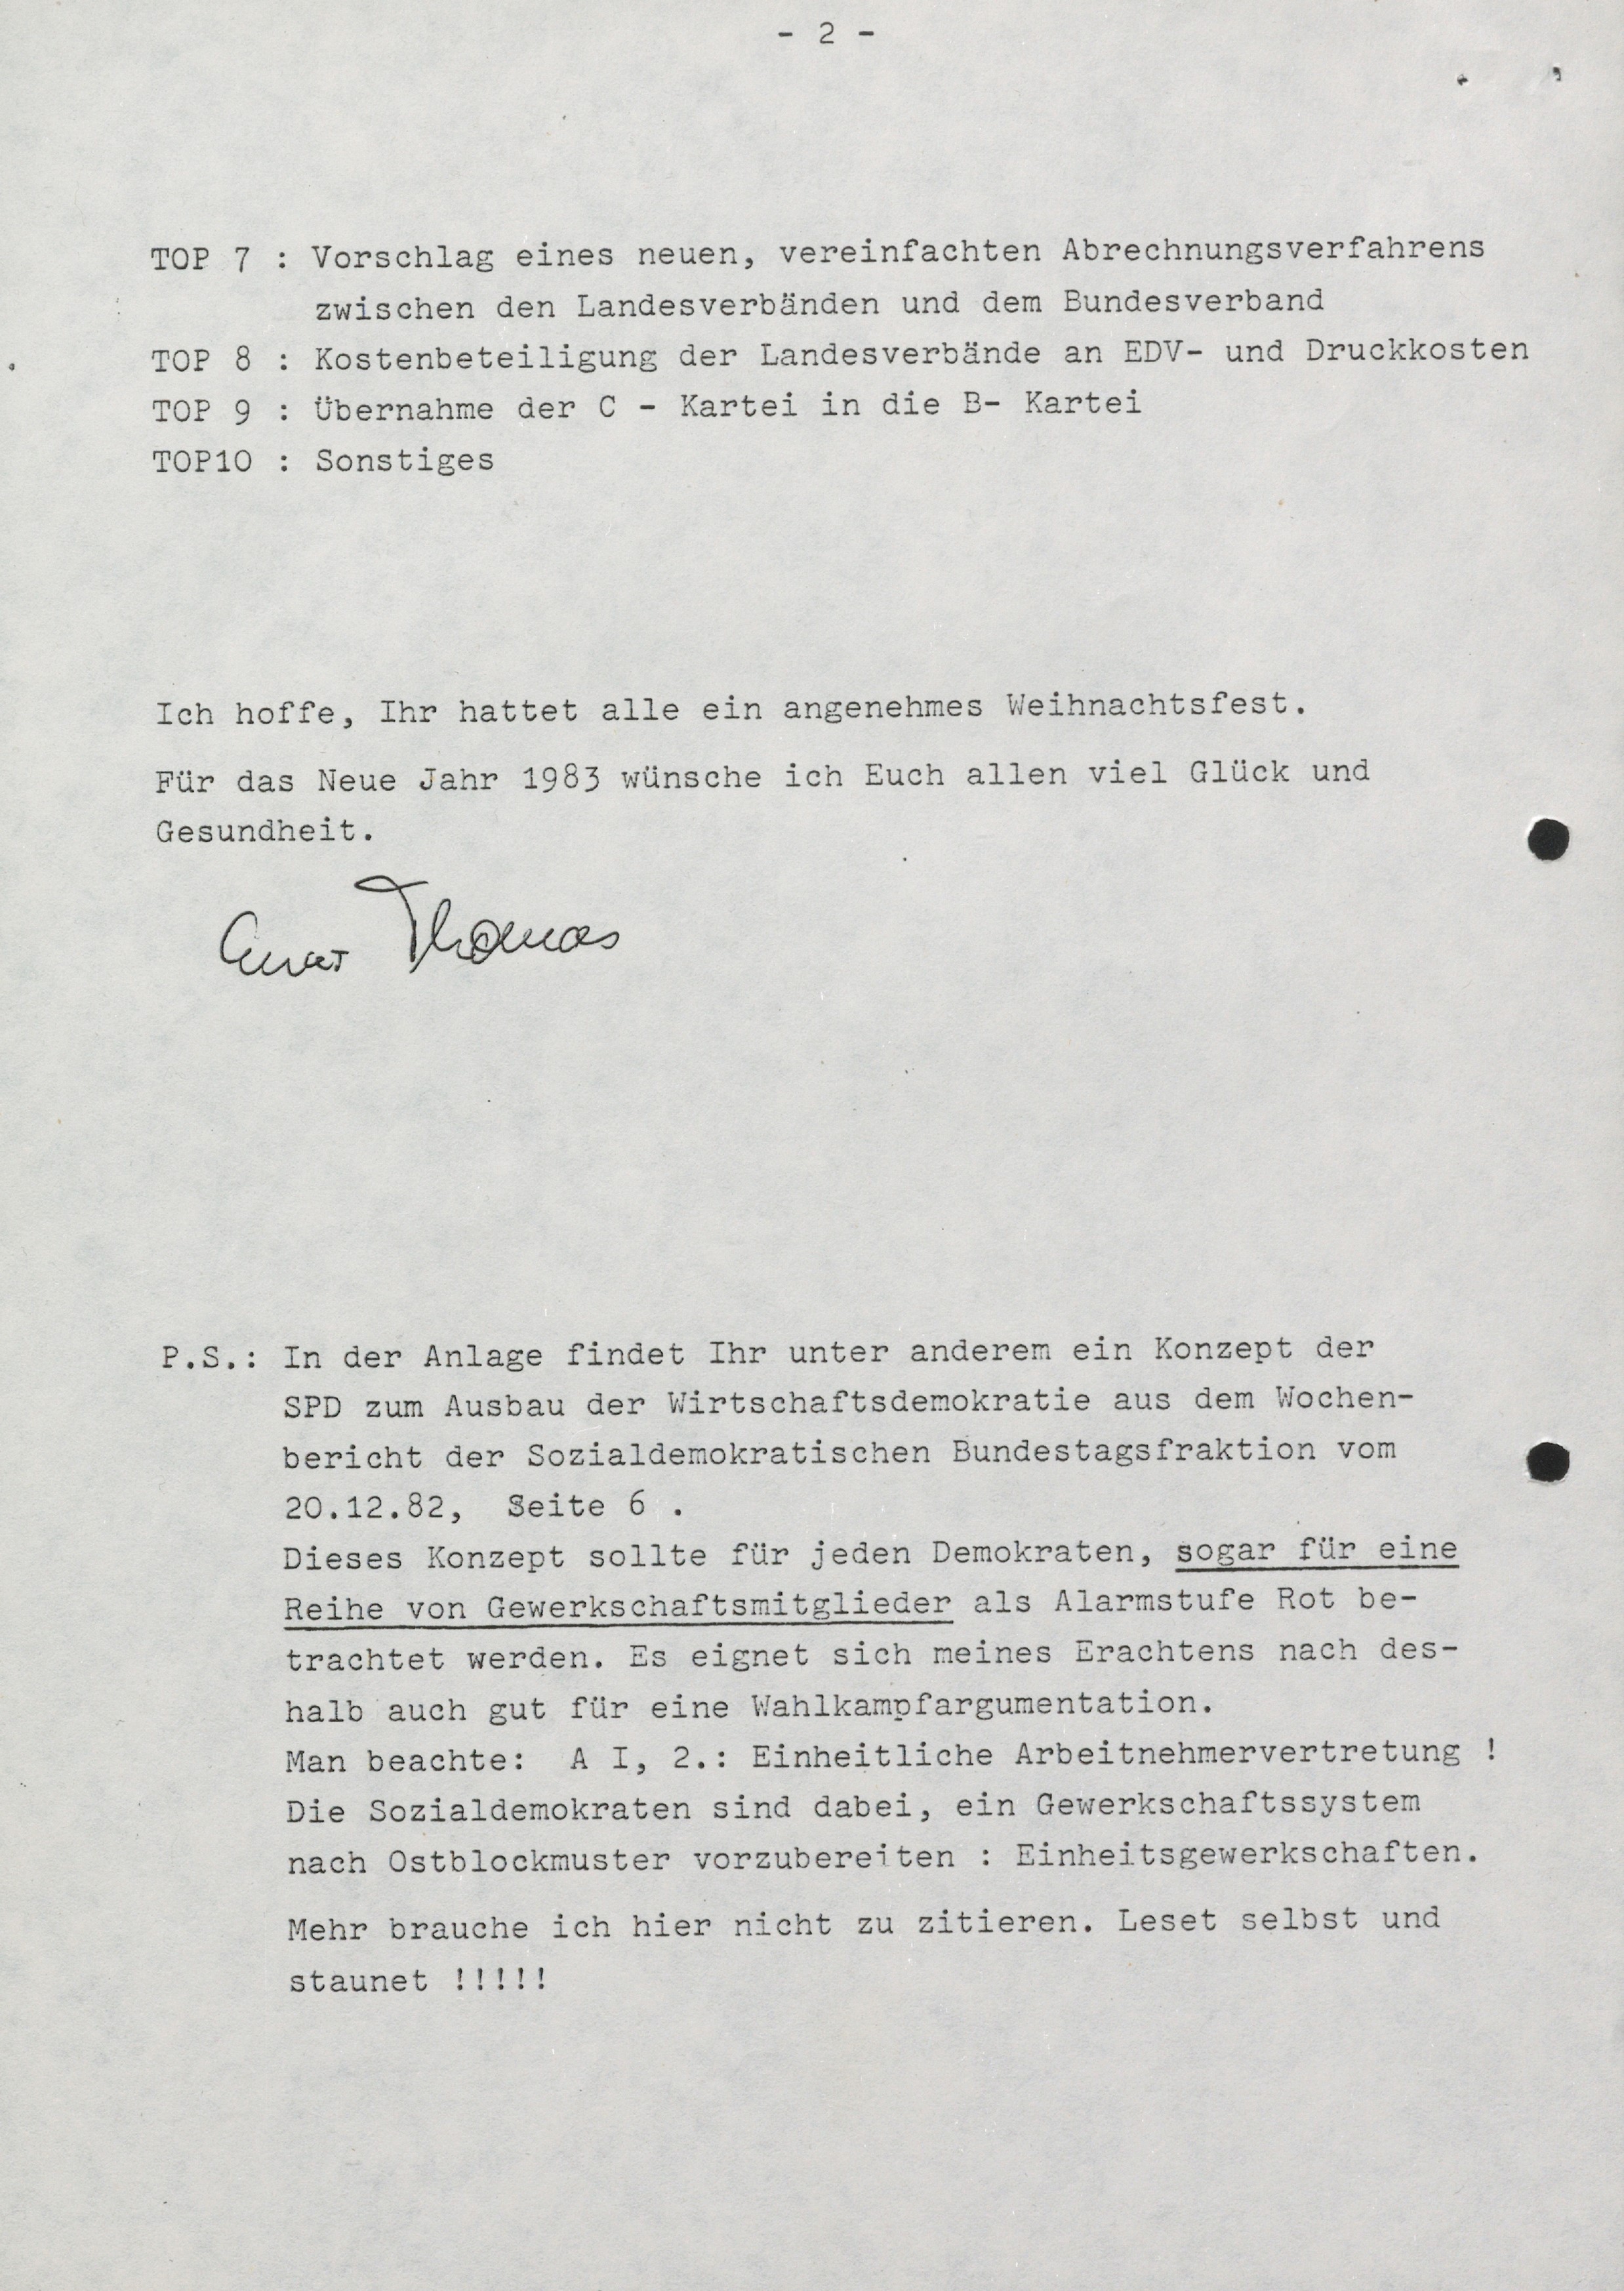 - 2 -
TOP 7 : Vorschlag eines neuen, vereinfachten Abrechnungsverfahrens
zwischen den Landesverbänden und dem Bundesverband
TOP 8 : Kostenbeteiligung der Landesverbände an EDV- und Druckkosten
TOP 9 : Übernahme der C - Kartei in die B- Kartei
TOP10 : Sonstiges
Ich hoffe, Ihr hattet alle ein angenehmes Weihnachtsfest.
Für das Neue Jahr 1983 wünsche ich Euch allen viel Glück und
Gesundheit.
Euer Thomas
P.S.: In der Anlage findet Ihr unter anderem ein Konzept der
SPD zum Ausbau der Wirtschaftsdemokratie aus dem Wochen-
bericht der Sozialdemokratischen Bundestagsfraktion vom
20.12.82, Seite 6 .
Dieses Konzept sollte für jeden Demokraten, sogar für eine
Reihe von Gewerkschaftsmitglieder als Alarmstufe Rot be-
trachtet werden. Es eignet sich meines Erachtens nach des-
halb auch gut für eine Wahlkampfargumentation.
Man beachte: A I, 2.: Einheitliche Arbeitnehmervertretung !
Die Sozialdemokraten sind dabei, ein Gewerkschaftssystem
nach Ostblockmuster vorzubereiten : Einheitsgewerkschaften.
Mehr brauche ich hier nicht zu zitieren. Leset selbst und
staunet !!!!!